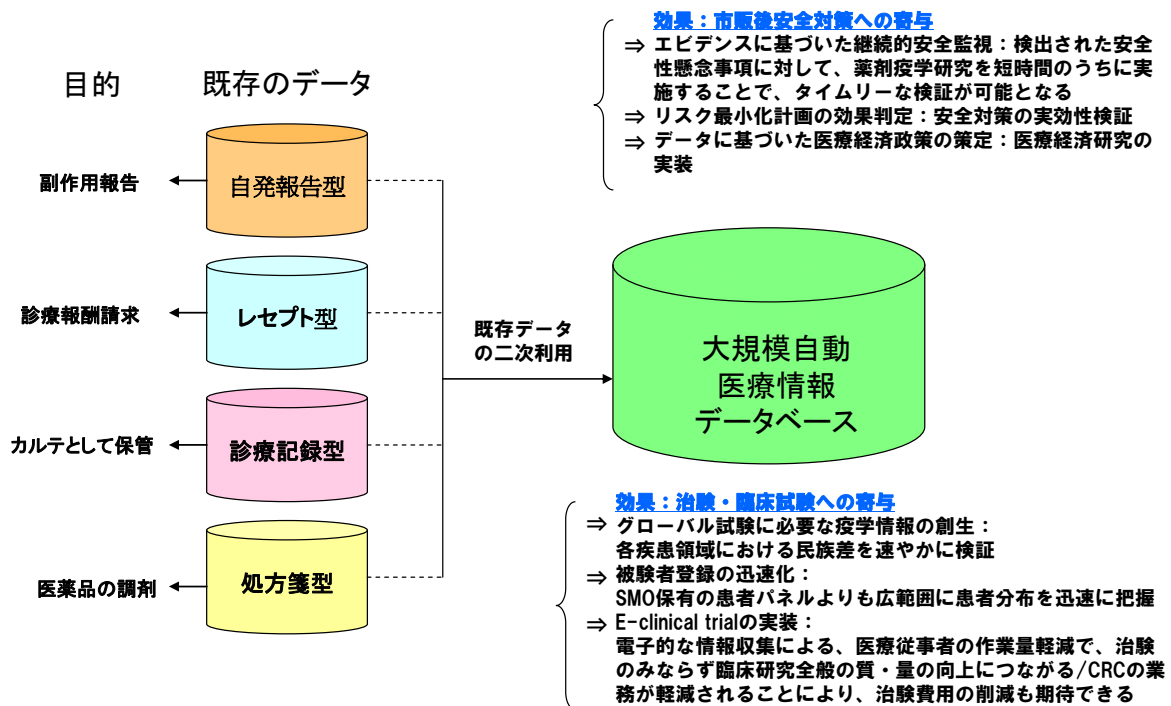 効果：市販後安全対策への寄与
⇒ エビデンスに基づいた継続的安全監視：検出された安全
性懸念事項に対して、薬剤疫学研究を短時間のうちに実
施することで、タイムリーな検証が可能となる
⇒ リスク最小化計画の効果判定：安全対策の実効性検証
⇒ データに基づいた医療経済政策の策定：医療経済研究の
実装
目的 既存のデータ
副作用報告 自発報告型
診療報酬請求 レセプト型
カルテとして保管 診療記録型
医薬品の調剤 処方箋型
既存データ
の二次利用
大規模自動
医療情報
データベース
効果：治験・臨床試験への寄与
⇒ グローバル試験に必要な疫学情報の創生：
各疾患領域における民族差を速やかに検証
⇒ 被験者登録の迅速化：
SMO保有の患者パネルよりも広範囲に患者分布を迅速に把握
⇒ E-clinical trialの実装：
電子的な情報収集による、医療従事者の作業量軽減で、治験
のみならず臨床研究全般の質・量の向上につながる/CRCの業
務が軽減されることにより、治験費用の削減も期待できる